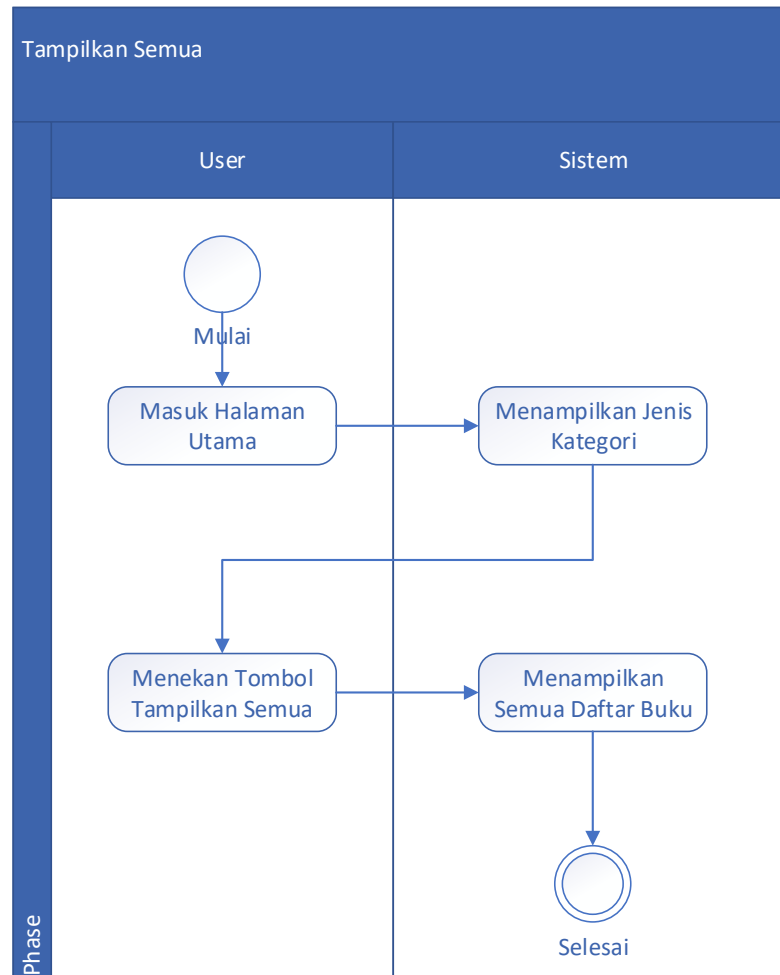 Tampilkan Semua
User
Sistem
Mulai
Masuk Halaman
Utama
Menampilkan Jenis
Kategori
Menekan Tombol
Tampilkan Semua
Menampilkan
Semua Daftar Buku
Selesai
Phase